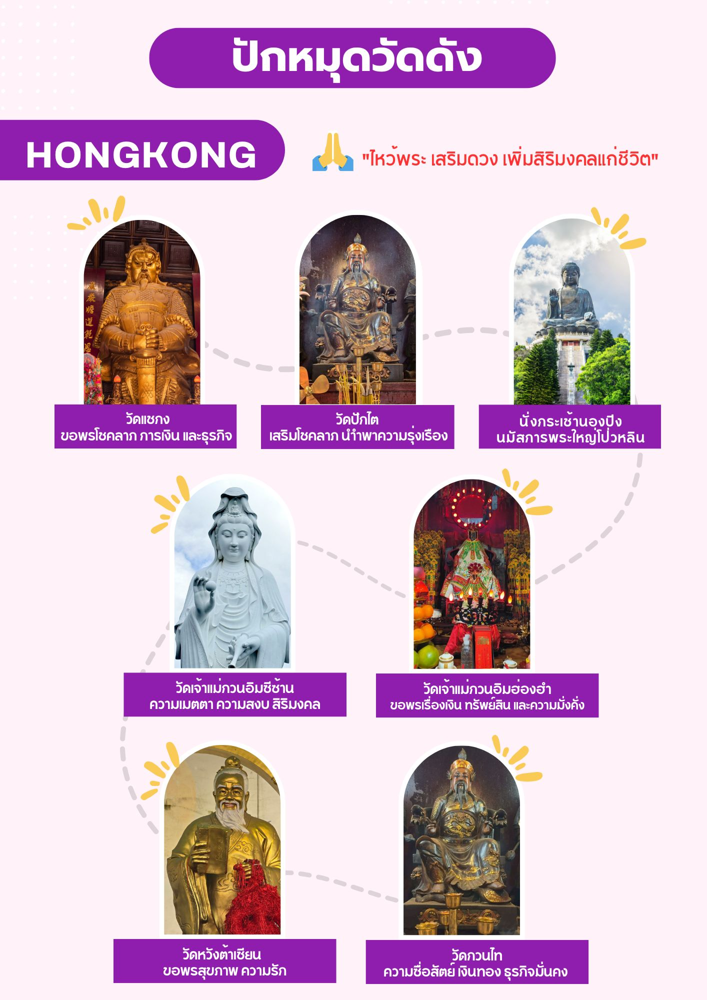 ปักหมุดวัดดัง
HONGKONG
"ไหว้พระ เสริมดวง เพิ่มสิริมงคลแก่ชีวิต"
วัดแชกง
ขอพรโชคลาภ การเงิน และธุรกิจ
วัดปักไต
เสริมโชคลาภ นำำพาความรุ่งเรือง
นั่งกระเช้านองปิง
นมัสการพระใหญ่โป่วหลิน
วัดเจ้าแม่กวนอิมซีซ้าน
ความเมตตา ความสงบ สิริมงคล
วัดเจ้าแม่กวนอิมฮ่องฮำ
ขอพรเรื่องเงิน ทรัพย์สิน และความมั่งคั่ง
วัดหวังต้าเซียน
ขอพรสุขภาพ ความรัก
วัดกวนไท
ความซื่อสัตย์ เงินทอง ธุรกิจมั่นคง